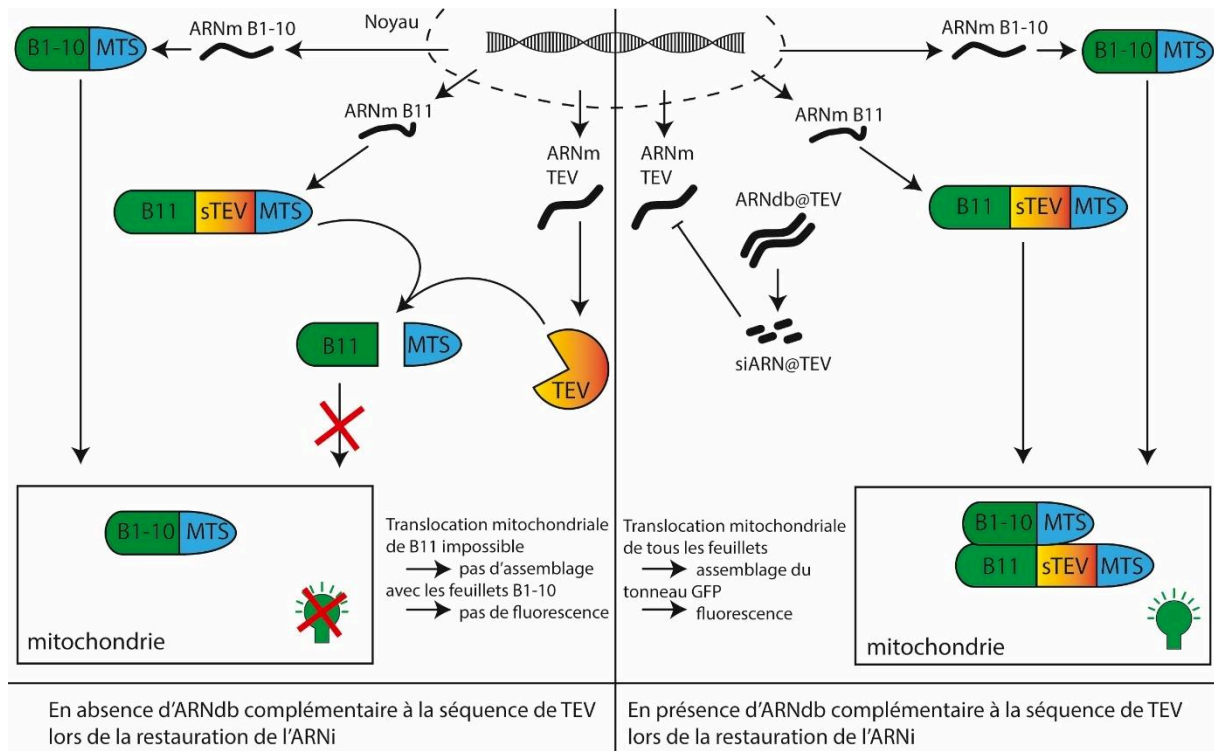 Noyau
B1-10 MTS
ARNm B1-10
ARNm B11
B11 sTEV MTS
ARNm
TEV
B11
MTS
TEV
B1-10 MTS
mitochondrie
Translocation mitochondriale
de B11 impossible
pas d'assemblage
avec les feuillets B1-10
pas de fluorescence
En absence d'ARNdb complémentaire à la séquence de TEV
lors de la restauration de l'ARNi
ARNm B1-10
B1-10 MTS
ARNm B11
ARNm
TEV
ARNdb@TEV
B11 sTEV MTS
siARN@TEV
Translocation mitochondriale
de tous les feuillets
assemblage du
tonneau GFP
fluorescence
B1-10 MTS
B11 sTEV MTS
mitochondrie
En présence d'ARNdb complémentaire à la séquence de TEV
lors de la restauration de l'ARNi